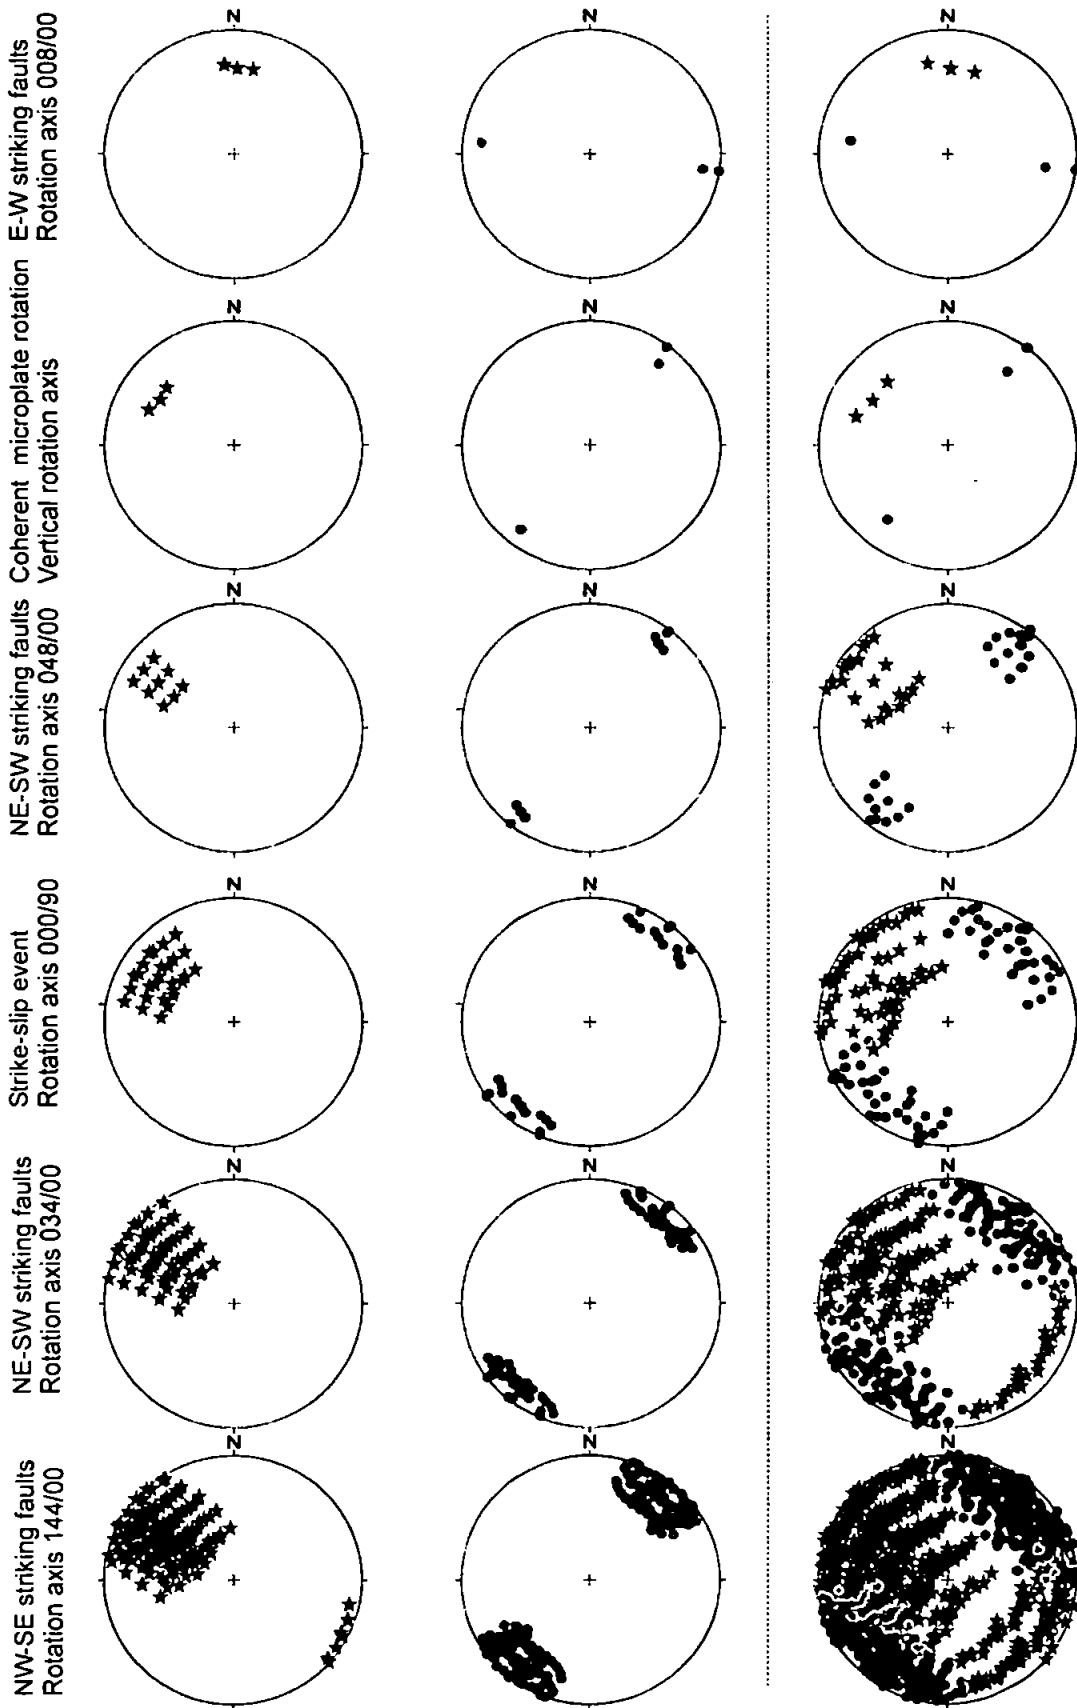 E-W striking faults
Rotation axis 008/00
N
N
N
Coherent microplate rotation
Vertical rotation axis
N
N
N
NE-SW striking faults
Rotation axis 048/00
N
N
N
Strike-slip event
Rotation axis 000/90
N
N
N
NE-SW striking faults
Rotation axis 034/00
N
N
N
NW-SE striking faults
Rotation axis 144/00
N
N
N